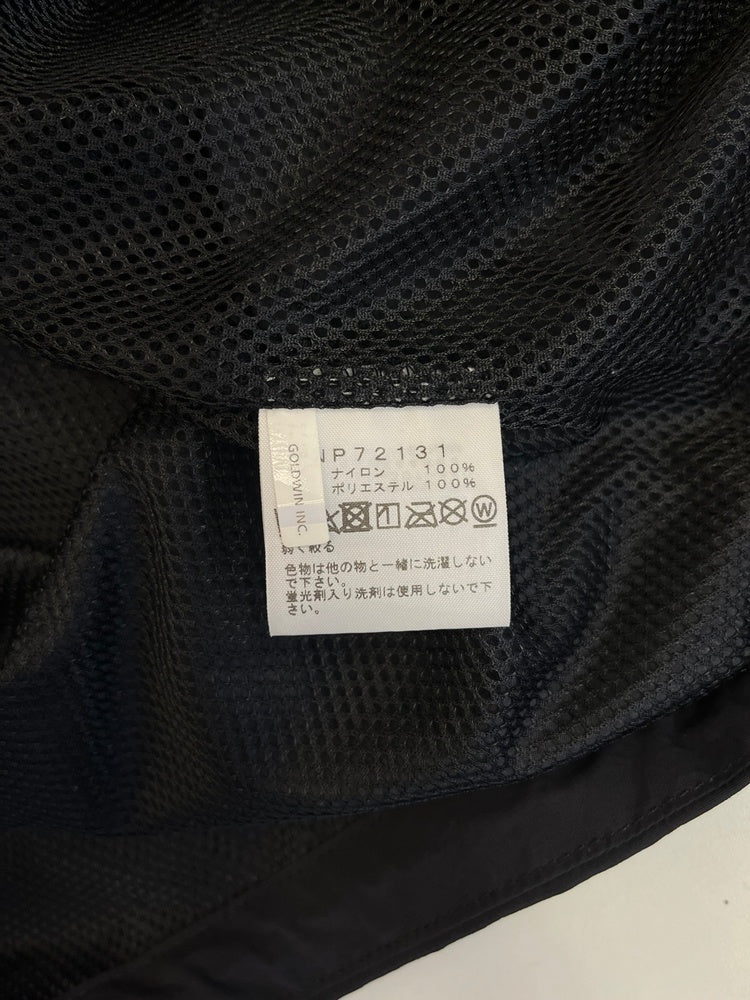 NP72131
ナイロン 100%
ポリエステル 100%
GOLDWIN INC.
弱く絞る
色物は他の物と一緒に洗濯しない
で下さい。
蛍光剤入り洗剤は使用しないで下
さい。